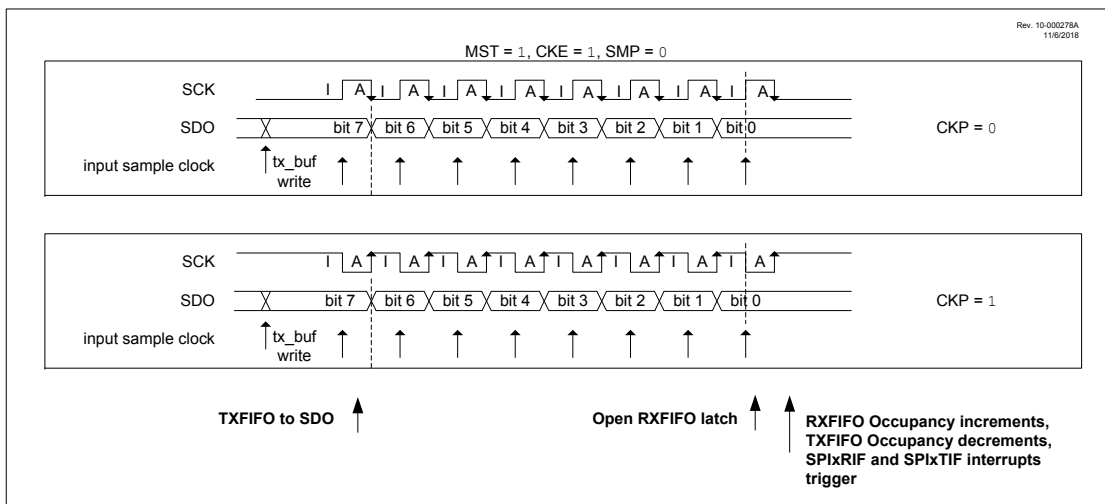 Rev. 10-000278A
11/6/2018
MST = 1, CKE = 1, SMP = 0
SCK I A I A I A I A I A I A I A I A
SDO bit 7 bit 6 bit 5 bit 4 bit 3 bit 2 bit 1 bit 0 CKP = 0
input sample clock tx_buf
write
SCK I A I A I A I A I A I A I A I A
SDO bit 7 bit 6 bit 5 bit 4 bit 3 bit 2 bit 1 bit 0 CKP = 1
input sample clock tx_buf
write
TXFIFO to SDO Open RXFIFO latch RXFIFO Occupancy increments,
TXFIFO Occupancy decrements,
SPIxRIF and SPIxTIF interrupts
trigger